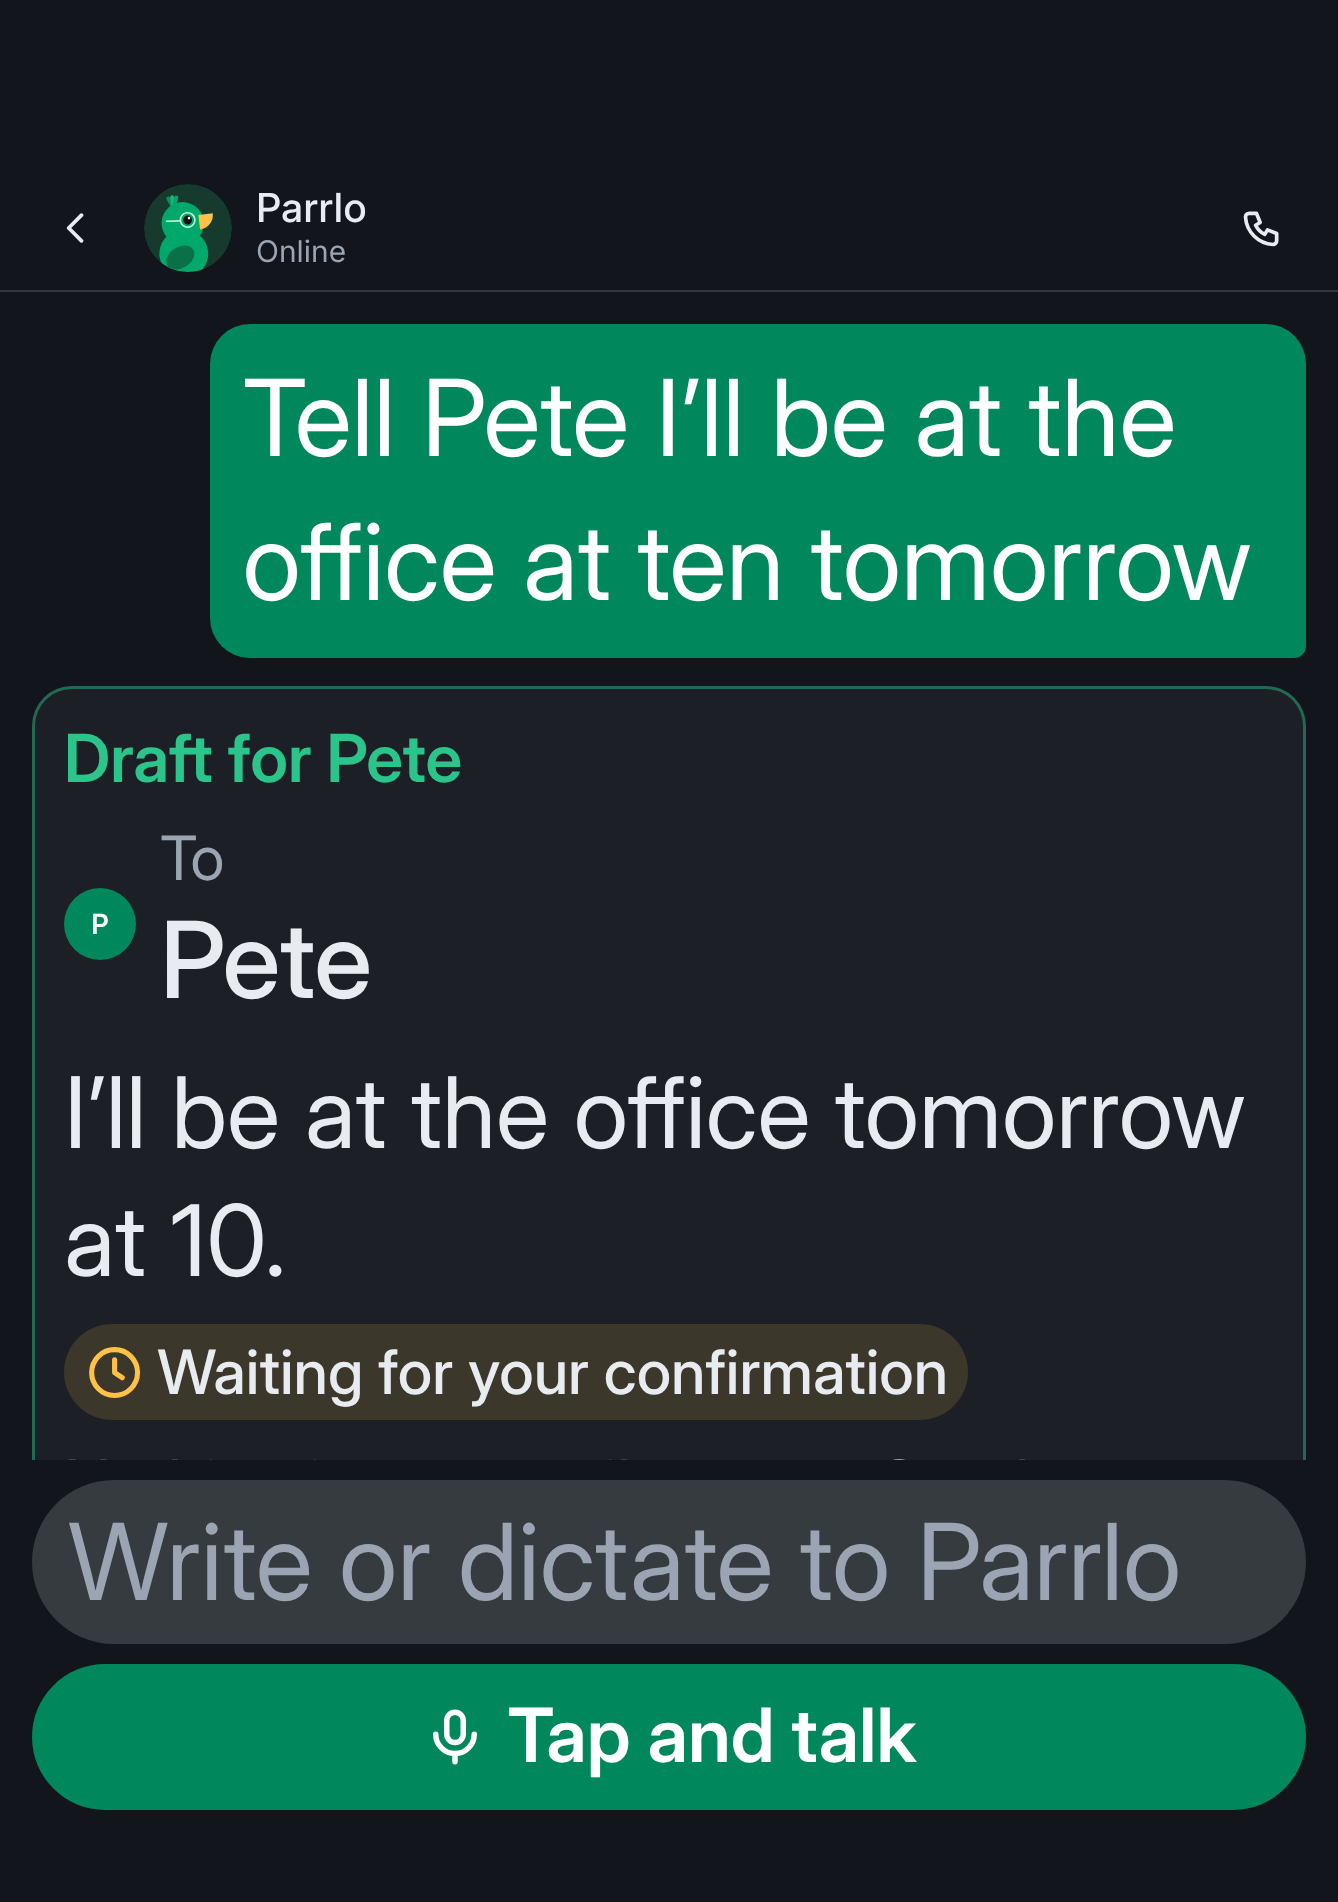 Parrlo
Online
Tell Pete I’ll be at the
office at ten tomorrow
Draft for Pete
To
P
Pete
I’ll be at the office tomorrow
at 10.
Waiting for your confirmation
Write or dictate to Parrlo
Tap and talk